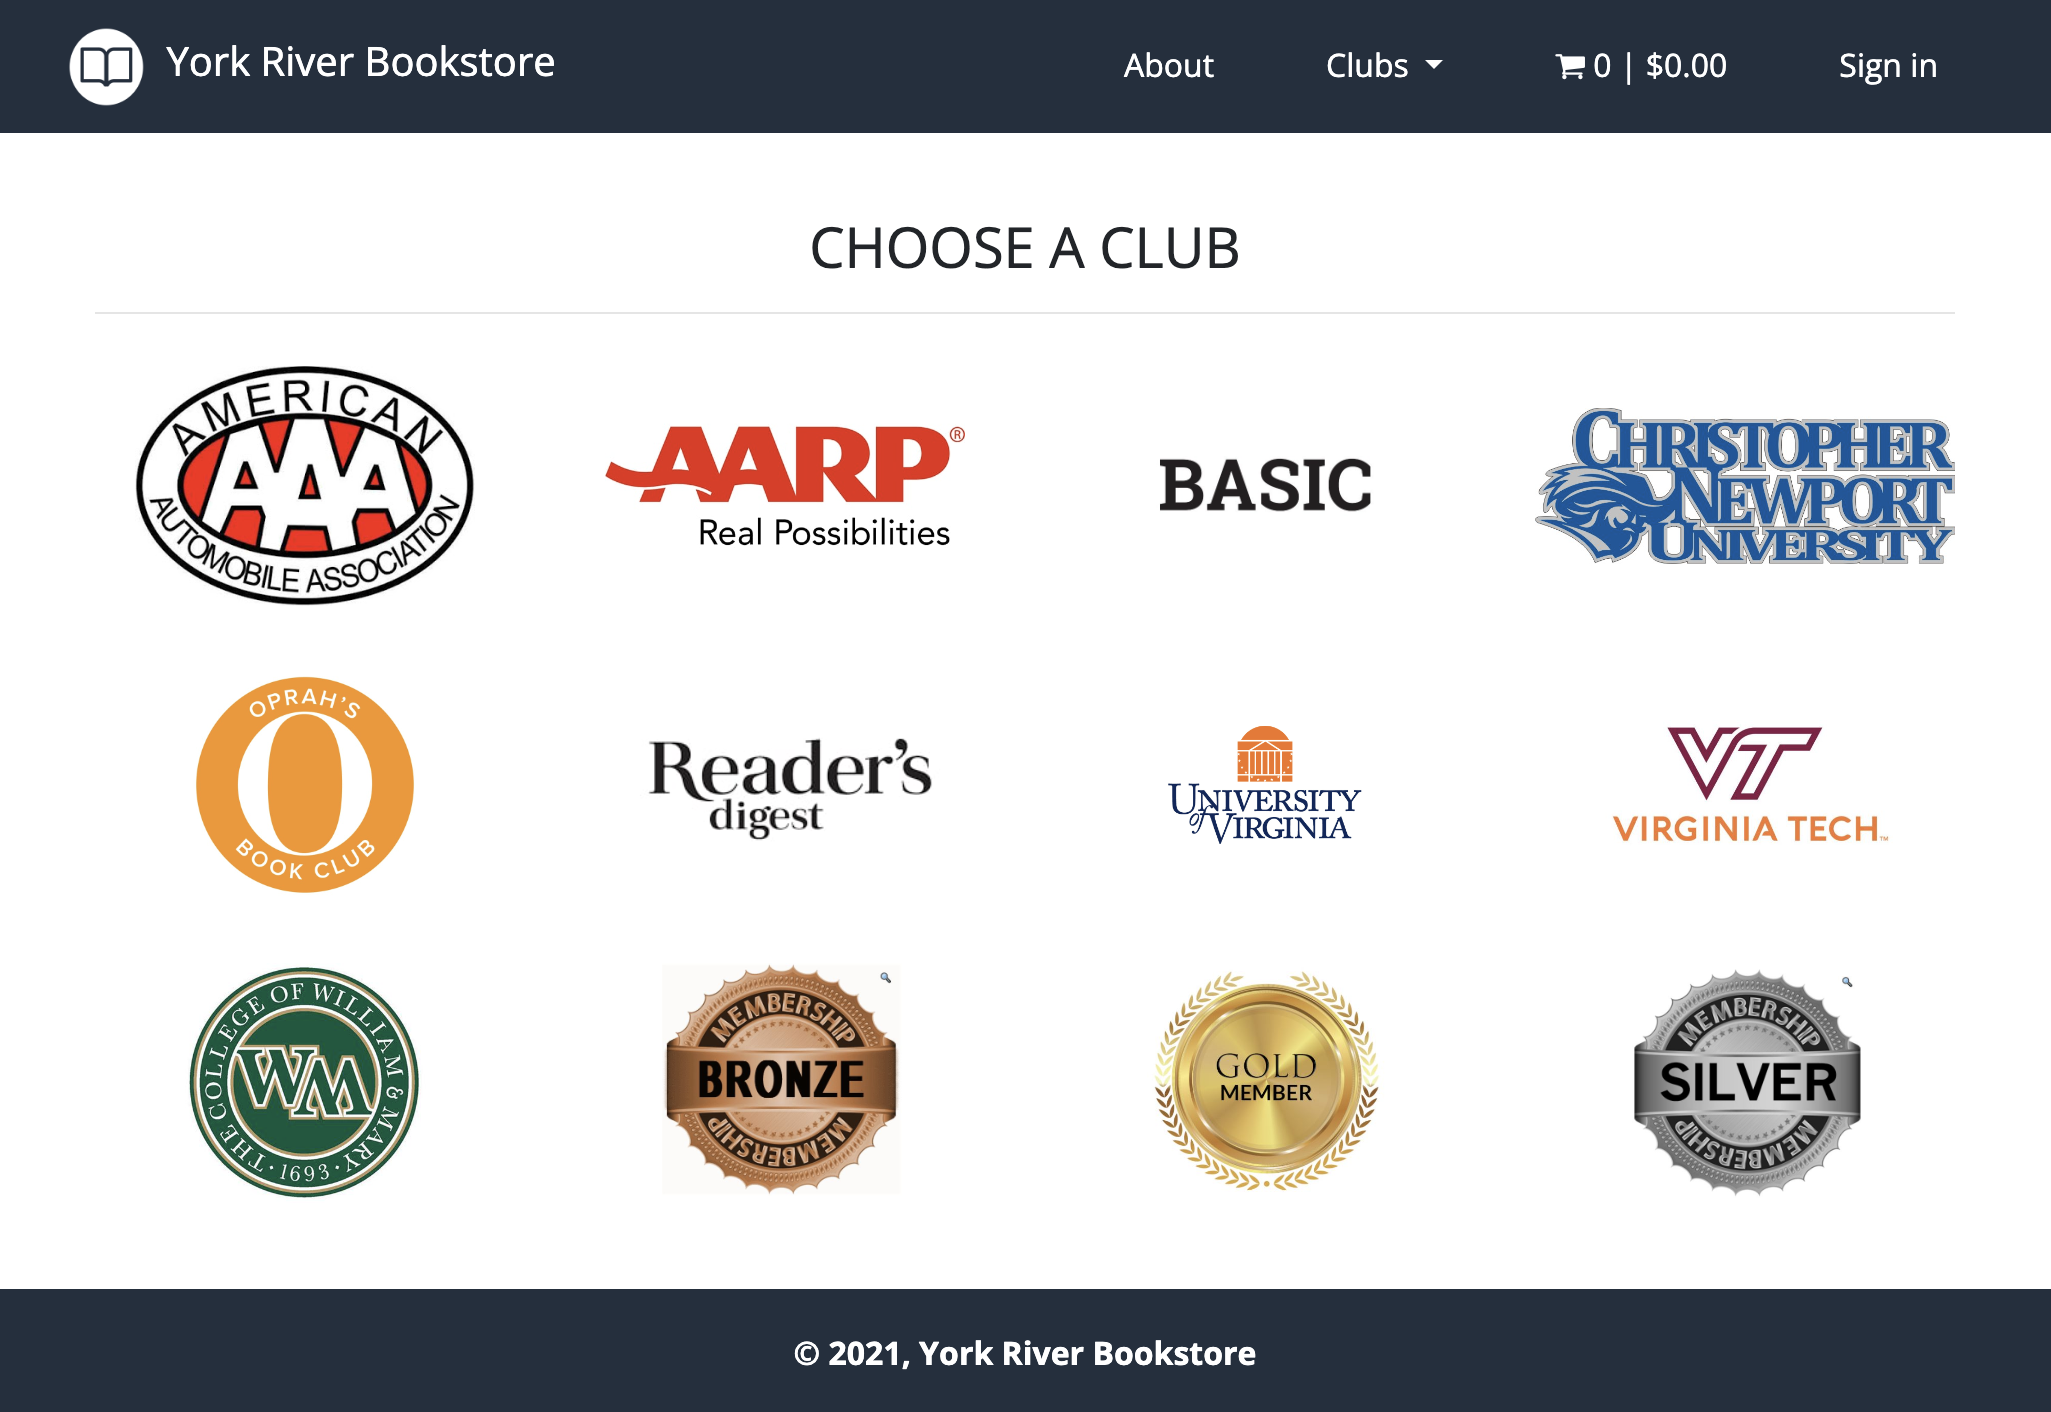 York River Bookstore
About
Clubs
0 | $0.00
Sign in
CHOOSE A CLUB
AMERICAN
AAA
AUTOMOBILE ASSOCIATION
AARP®
Real Possibilities
BASIC
CHRISTOPHER
NEWPORT
UNIVERSITY
OPRAH'S
O
BOOK CLUB
Reader's
digest
UNIVERSITY
of VIRGINIA
VT
VIRGINIA TECH™
THE COLLEGE OF WILLIAM & MARY
WM
· 1693 ·
MEMBERSHIP
BRONZE
MEMBERSHIP
GOLD
MEMBER
MEMBERSHIP
SILVER
MEMBERSHIP
© 2021, York River Bookstore